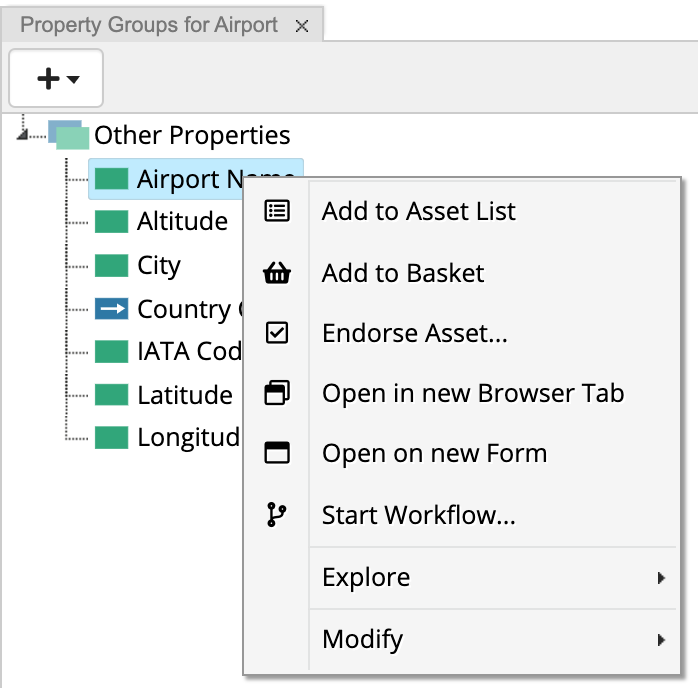 Property Groups for Airport
Other Properties
Airport Name
Altitude
City
Country
IATA Cod
Latitude
Longitud
Add to Asset List
Add to Basket
Endorse Asset...
Open in new Browser Tab
Open on new Form
Start Workflow...
Explore
Modify